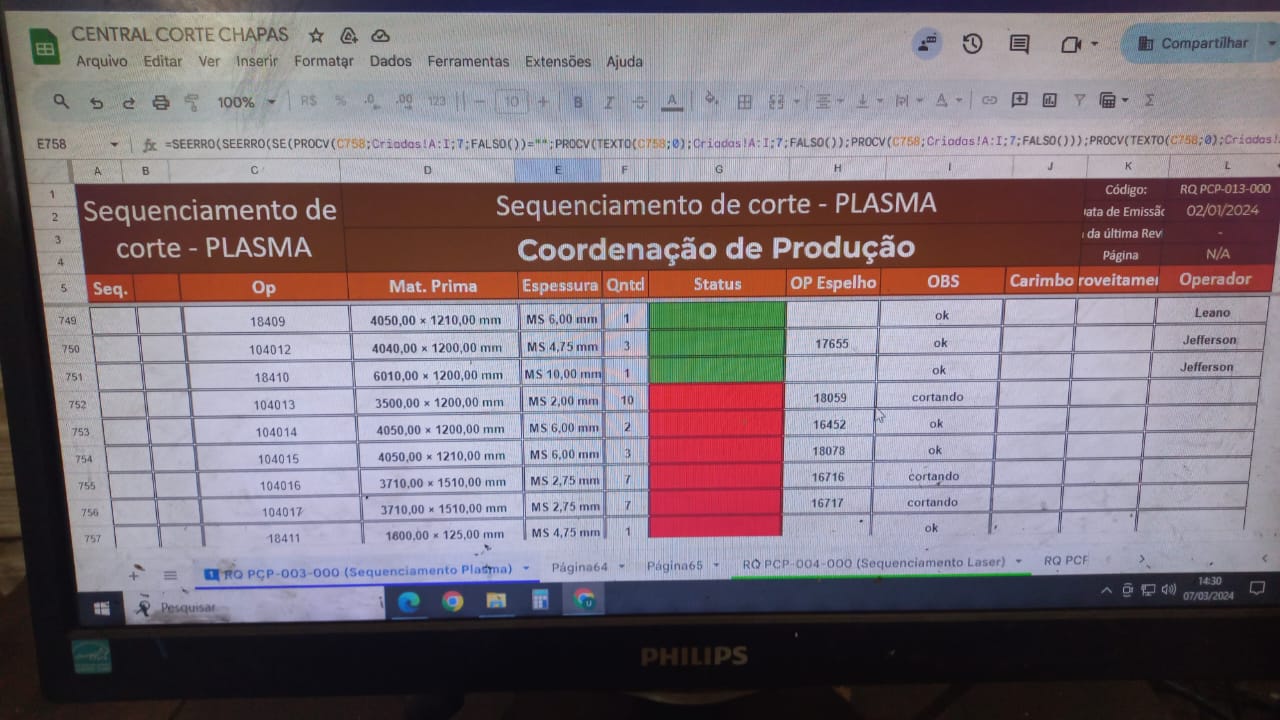 CENTRAL CORTE CHAPAS
Arquivo Editar Ver Inserir Formatar Dados Ferramentas Extensões Ajuda
Compartilhar
100% R$ % .0 .00 123 10 B I A
E758 fx =SEERRO(SEERRO(SE(PROCV(C758;Criadas!A:I;7;FALSO())="";PROCV(TEXTO(C758;0);Criadas!A:I;7;FALSO());PROCV(C758;Criadas!A:I;7;FALSO()));PROCV(TEXTO(C758;0);Criadas!
A B C D E F G H I J K L
1 2 3 4 5
Sequenciamento de
corte - PLASMA
Sequenciamento de corte - PLASMA
Coordenação de Produção
Código: RQ PCP-013-000
ata de Emissão 02/01/2024
da última Rev -
Página N/A
Seq. Op Mat. Prima Espessura Qntd Status OP Espelho OBS Carimbo roveitamen Operador
749 18409 4050,00 × 1210,00 mm MS 6,00 mm 1 ok Leano
750 104012 4040,00 × 1200,00 mm MS 4,75 mm 3 17655 ok Jefferson
751 18410 6010,00 × 1200,00 mm MS 10,00 mm 1 ok Jefferson
752 104013 3500,00 × 1200,00 mm MS 2,00 mm 10 18059 cortando
753 104014 4050,00 × 1200,00 mm MS 6,00 mm 2 16452 ok
754 104015 4050,00 × 1210,00 mm MS 6,00 mm 3 18078 ok
755 104016 3710,00 × 1510,00 mm MS 2,75 mm 7 16716 cortando
756 104017 3710,00 × 1510,00 mm MS 2,75 mm 7 16717 cortando
757 18411 1600,00 × 125,00 mm MS 4,75 mm 1 ok
1 RQ PCP-003-000 (Sequenciamento Plasma) Página64 Página65 RQ PCP-004-000 (Sequenciamento Laser) RQ PCF
Pesquisar
14:30
07/03/2024
PHILIPS